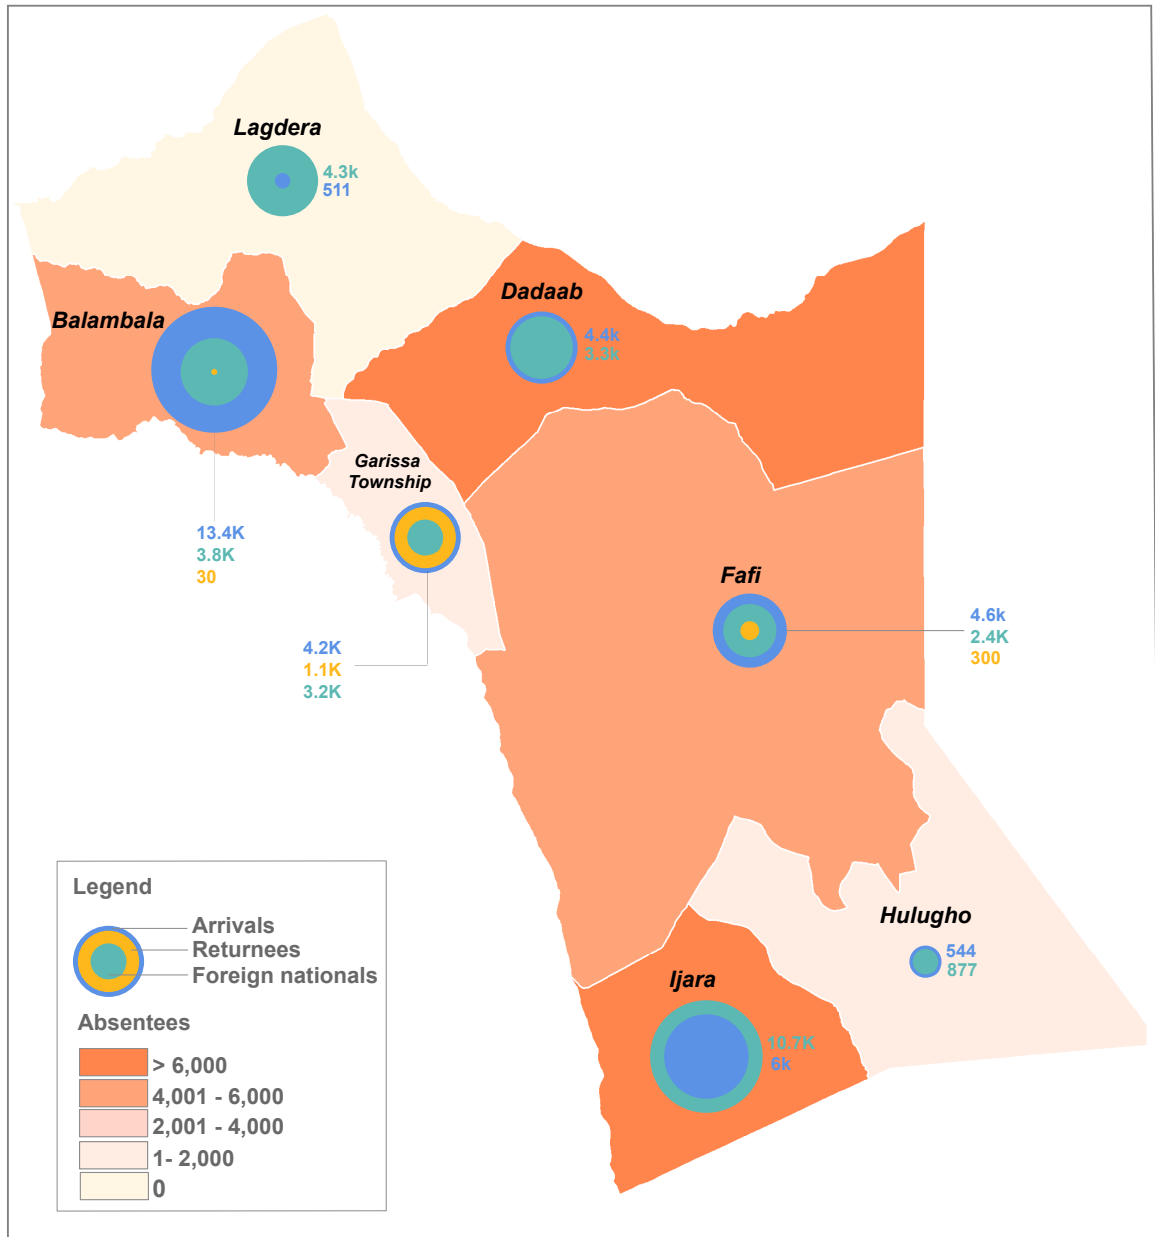 Lagdera
4.3k
511
Dadaab
4.4k
3.3k
Balambala
13.4K
3.8K
30
Garissa
Township
4.2K
1.1K
3.2K
Fafi
4.6k
2.4K
300
Hulugho
544
877
Ijara
10.7K
6k
Legend
Arrivals
Returnees
Foreign nationals
Absentees
> 6,000
4,001 - 6,000
2,001 - 4,000
1- 2,000
0